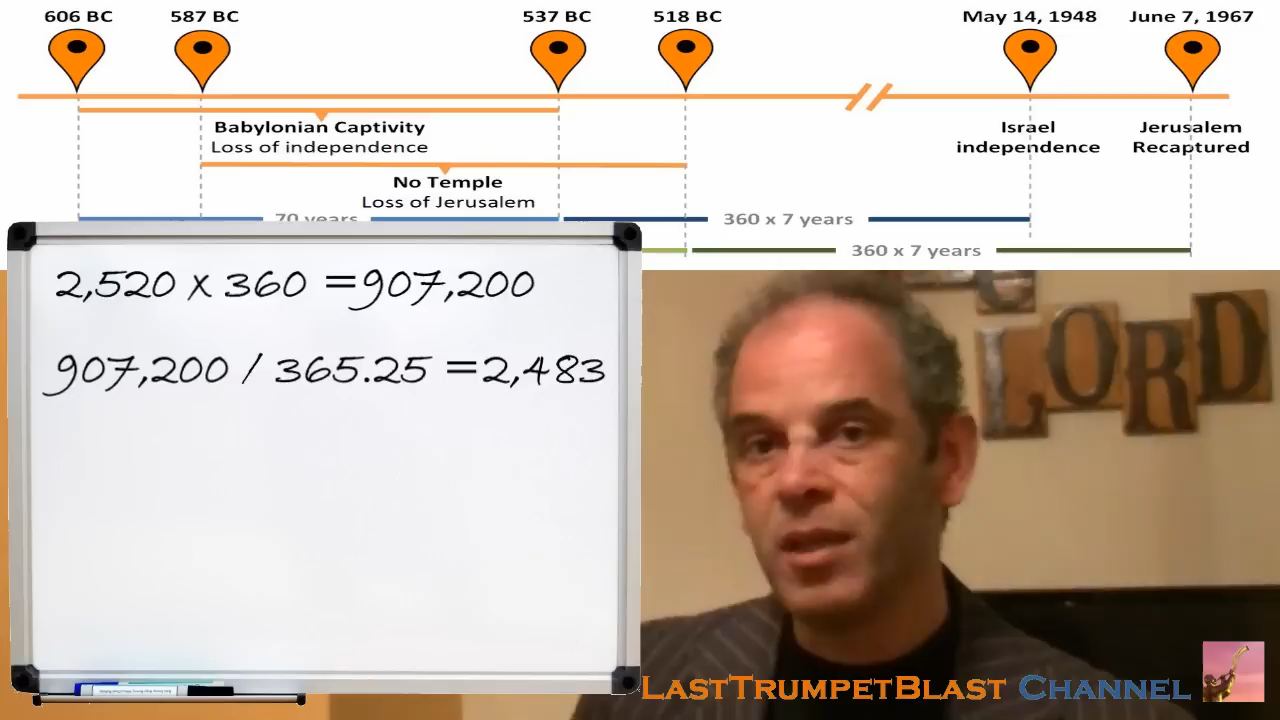 606 BC 587 BC 537 BC 518 BC May 14, 1948 June 7, 1967
Babylonian Captivity
Loss of independence
Israel
independence
Jerusalem
Recaptured
No Temple
Loss of Jerusalem
70 years 360 x 7 years
360 x 7 years
2,520 x 360 =907,200
907,200 / 365.25 =2,483
LORD
LASTTRUMPETBLAST CHANNEL